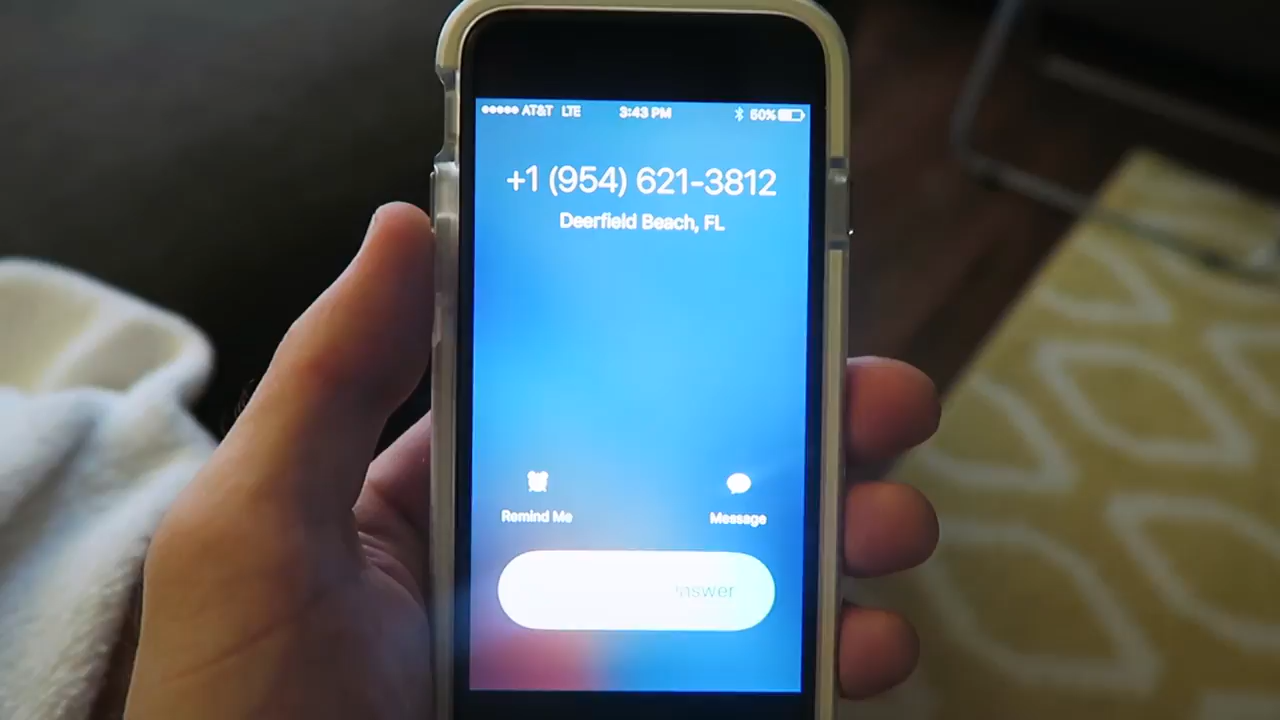 AT&T LTE 3:43 PM 50%
+1 (954) 621-3812
Deerfield Beach, FL
Remind Me Message
nswer